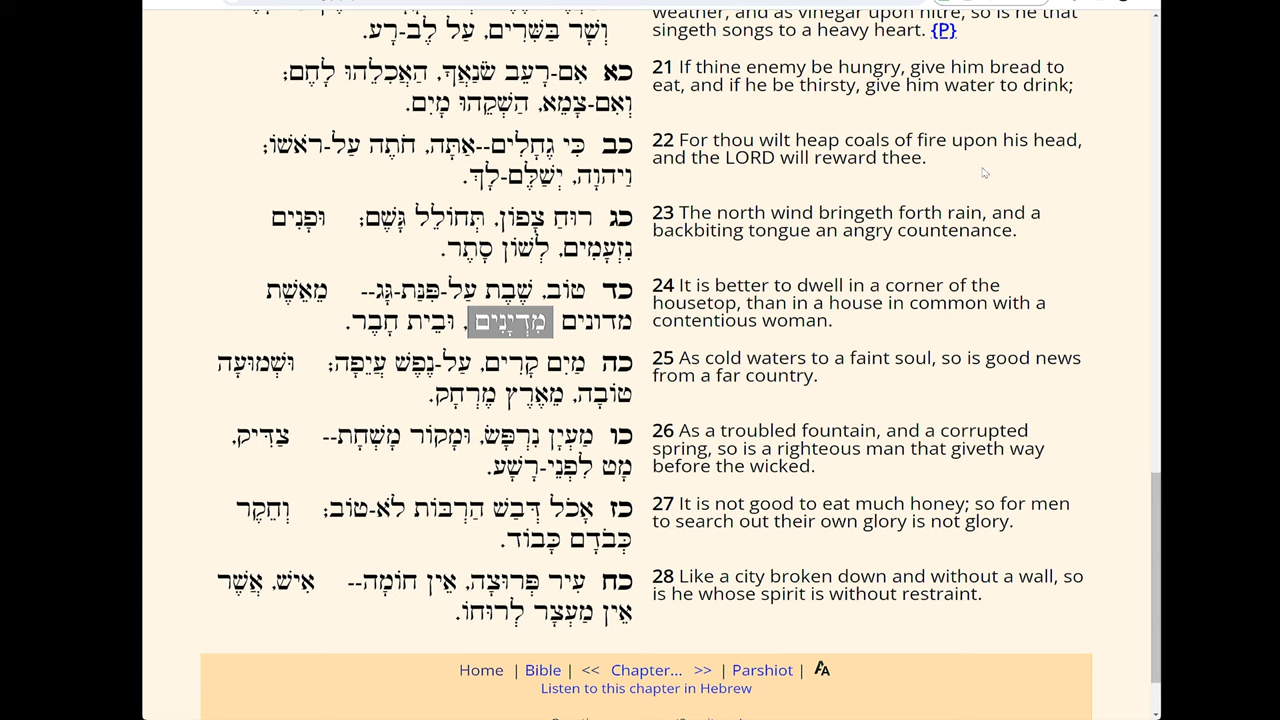 וְשָׁר בַּשִּׁרִים, עַל לֶב-רָע.
כא אִם-רָעֵב שֹׂנַאֲךָ, הַאֲכִלֵהוּ לָחֶם;
וְאִם-צָמֵא, הַשְׁקֵהוּ מָיִם.
כב כִּי גֶחָלִים--אַתָּה, חֹתֶה עַל-רֹאשׁוֹ;
וַיהוָה, יְשַׁלֶּם-לָךְ.
כג רוּחַ צָפוֹן, תְּחוֹלֵל גָּשֶׁם; וּפָנִים
נִזְעָמִים, לְשׁוֹן סָתֶר.
כד טוֹב, שֶׁבֶת עַל-פִּנַּת-גָּג-- מֵאֵשֶׁת
מדונים מִדְיָנִים, וּבֵית חָבֶר.
כה מַיִם קָרִים, עַל-נֶפֶשׁ עֲיֵפָה; וּשְׁמוּעָה
טוֹבָה, מֵאֶרֶץ מֶרְחָק.
כו מַעְיָן נִרְפָּשׂ, וּמָקוֹר מָשְׁחָת-- צַדִּיק,
מָט לִפְנֵי-רָשָׁע.
כז אָכֹל דְּבַשׁ הַרְבּוֹת לֹא-טוֹב; וְחֵקֶר
כְּבֹדָם כָּבוֹד.
כח עִיר פְּרוּצָה, אֵין חוֹמָה-- אִישׁ, אֲשֶׁר
אֵין מַעְצָר לְרוּחוֹ.
weather, and as vinegar upon nitre, so is he that
singeth songs to a heavy heart. {P}
21 If thine enemy be hungry, give him bread to
eat, and if he be thirsty, give him water to drink;
22 For thou wilt heap coals of fire upon his head,
and the LORD will reward thee.
23 The north wind bringeth forth rain, and a
backbiting tongue an angry countenance.
24 It is better to dwell in a corner of the
housetop, than in a house in common with a
contentious woman.
25 As cold waters to a faint soul, so is good news
from a far country.
26 As a troubled fountain, and a corrupted
spring, so is a righteous man that giveth way
before the wicked.
27 It is not good to eat much honey; so for men
to search out their own glory is not glory.
28 Like a city broken down and without a wall, so
is he whose spirit is without restraint.
Home | Bible | << Chapter... >> | Parshiot | AA
Listen to this chapter in Hebrew